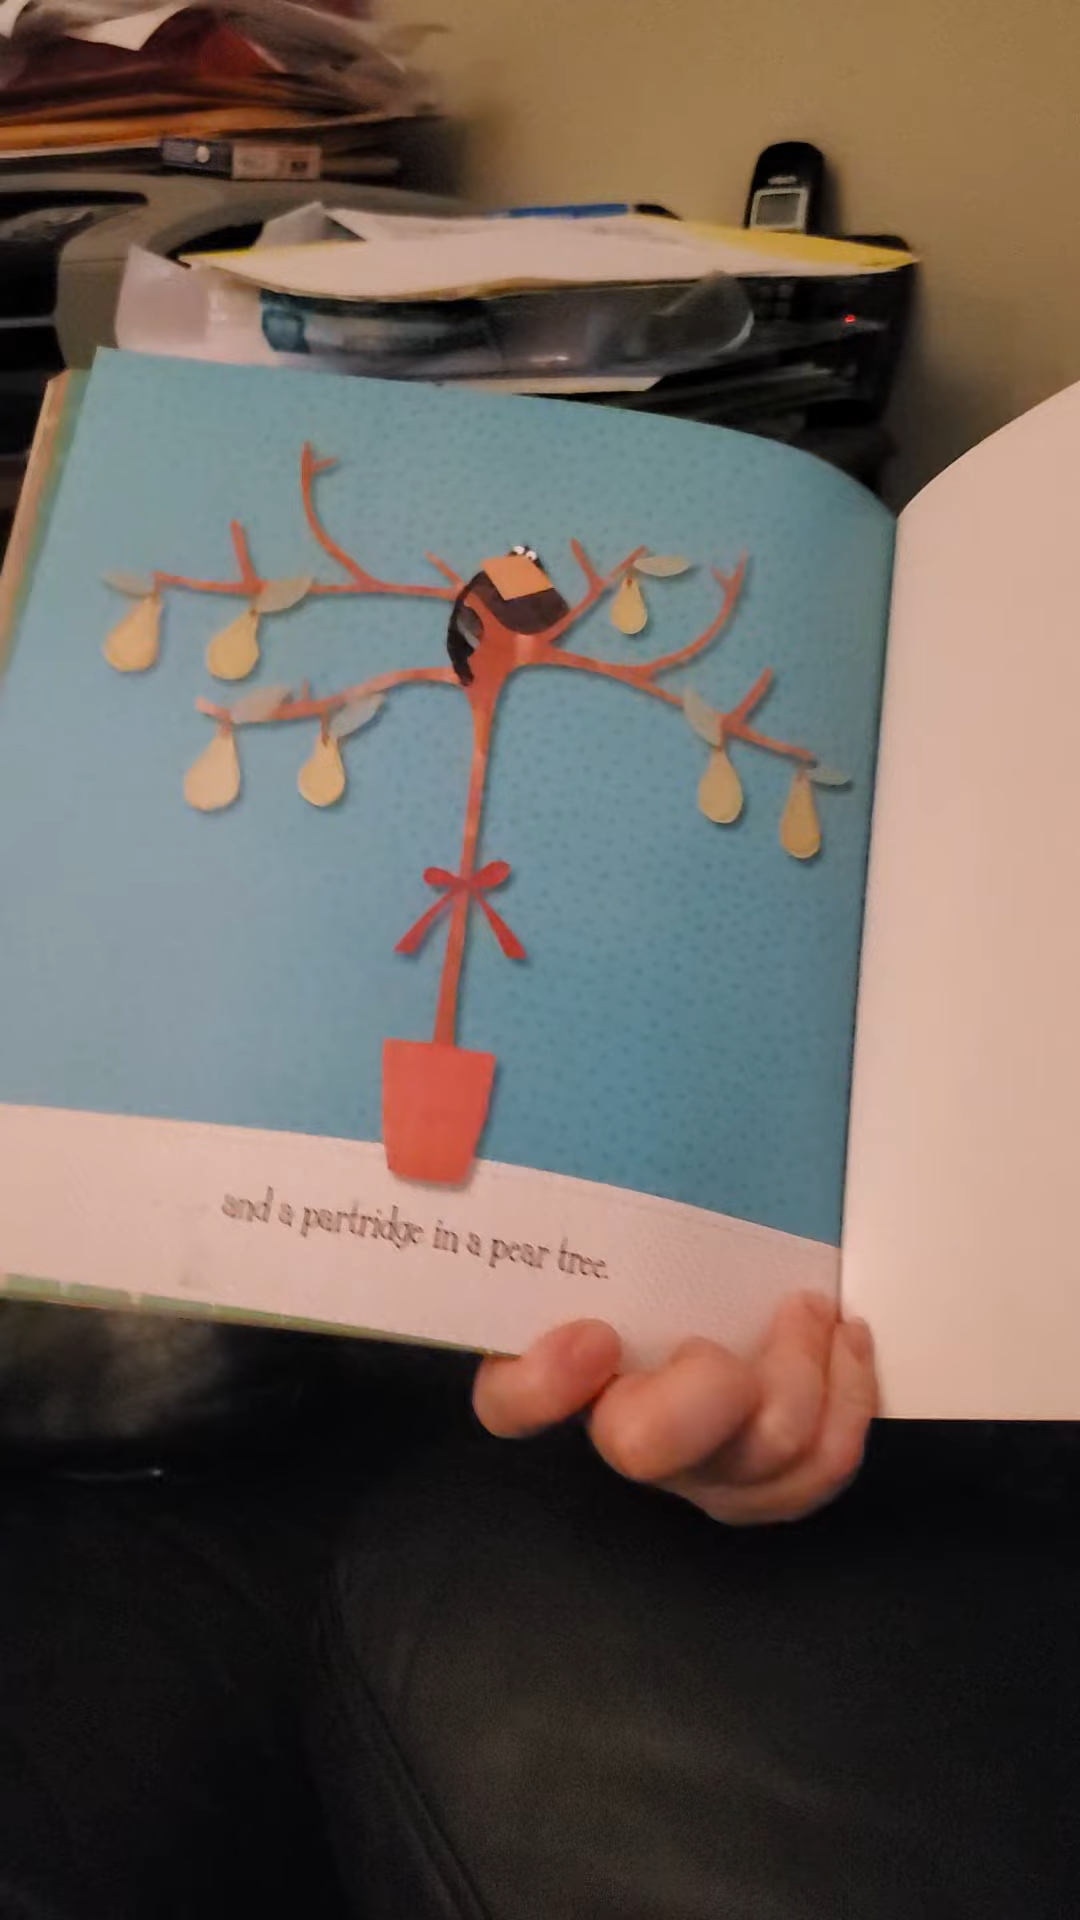 and a partridge in a pear tree.